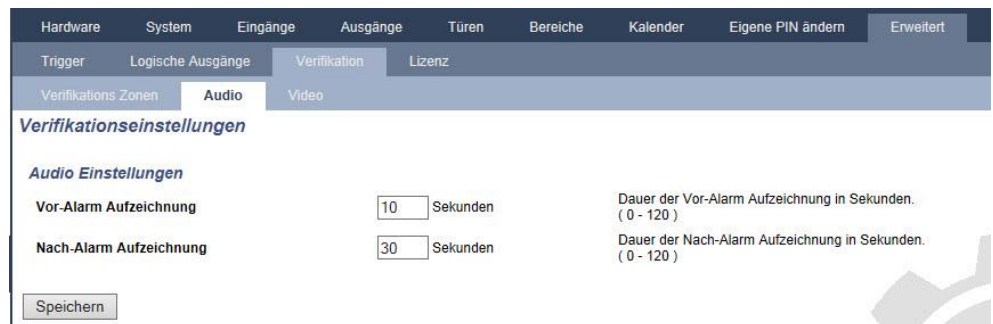 Hardware System Eingänge Ausgänge Türen Bereiche Kalender Eigene PIN ändern Erweitert
Trigger Logische Ausgänge Verifikation Lizenz
Verifikations Zonen Audio Video
Verifikationseinstellungen
Audio Einstellungen
Vor-Alarm Aufzeichnung 10 Sekunden Dauer der Vor-Alarm Aufzeichnung in Sekunden.
( 0 - 120 )
Nach-Alarm Aufzeichnung 30 Sekunden Dauer der Nach-Alarm Aufzeichnung in Sekunden.
( 0 - 120 )
Speichern